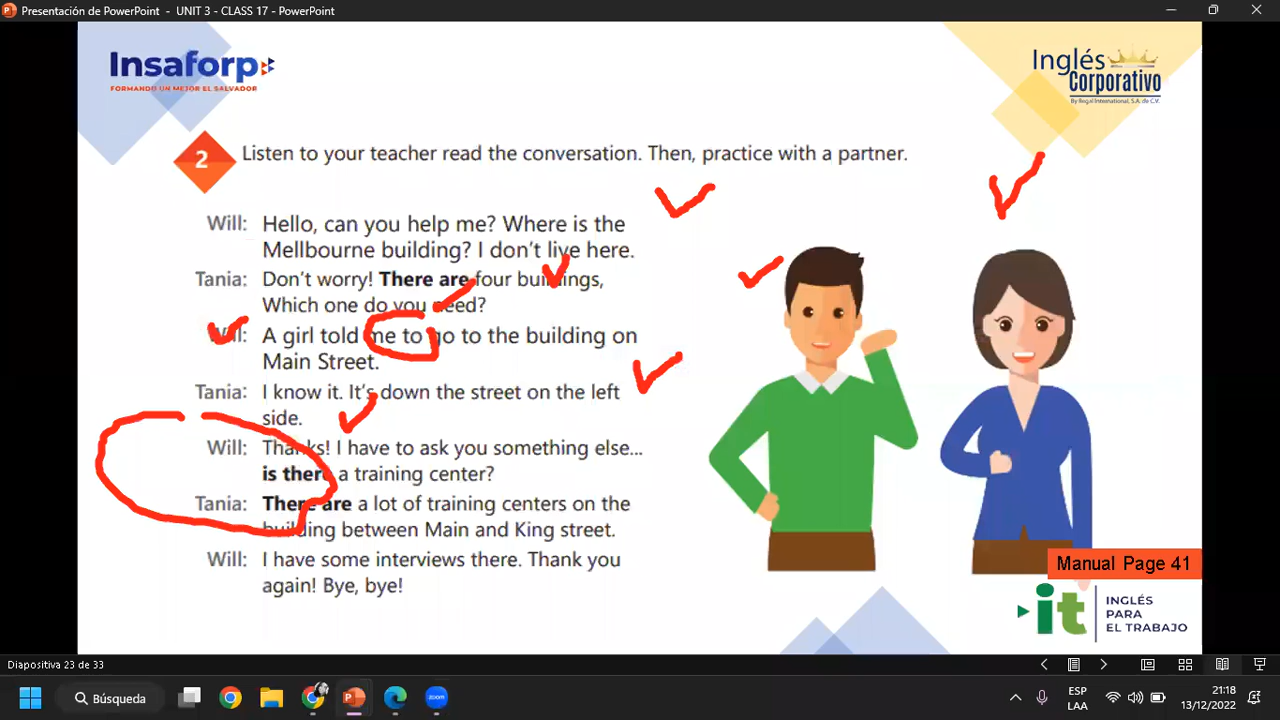 Presentación de PowerPoint - UNIT 3 - CLASS 17 - PowerPoint
Insaforp
FORMANDO UN MEJOR EL SALVADOR
Inglés
Corporativo
By Regal International, S.A. de C.V.
2 Listen to your teacher read the conversation. Then, practice with a partner.
Will: Hello, can you help me? Where is the
Mellbourne building? I don't live here.
Tania: Don't worry! There are four buildings,
Which one do you need?
Will: A girl told me to go to the building on
Main Street.
Tania: I know it. It's down the street on the left
side.
Will: Thanks! I have to ask you something else...
is there a training center?
Tania: There are a lot of training centers on the
building between Main and King street.
Will: I have some interviews there. Thank you
again! Bye, bye!
Manual Page 41
it INGLÉS
PARA
EL TRABAJO
Diapositiva 23 de 33
Búsqueda
zoom
ESP
LAA
21:18
13/12/2022